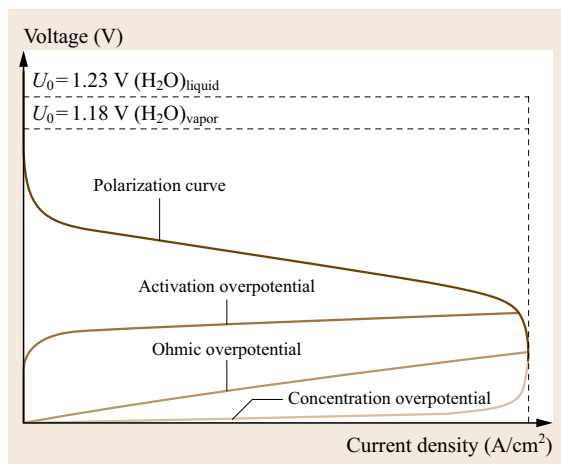 Voltage (V)
U₀ = 1.23 V (H₂O)liquid
U₀ = 1.18 V (H₂O)vapor
Polarization curve
Activation overpotential
Ohmic overpotential
Concentration overpotential
Current density (A/cm²)